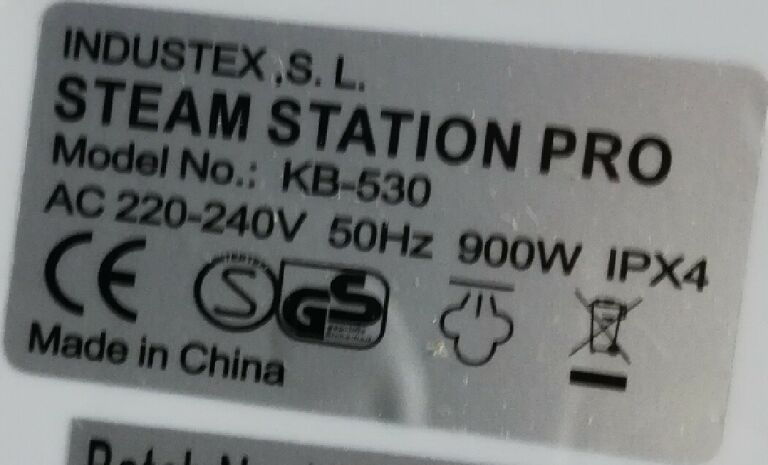 INDUSTEX ,S. L.
STEAM STATION PRO
Model No.: KB-530
AC 220-240V 50Hz 900W IPX4
CE S GS
Made in China